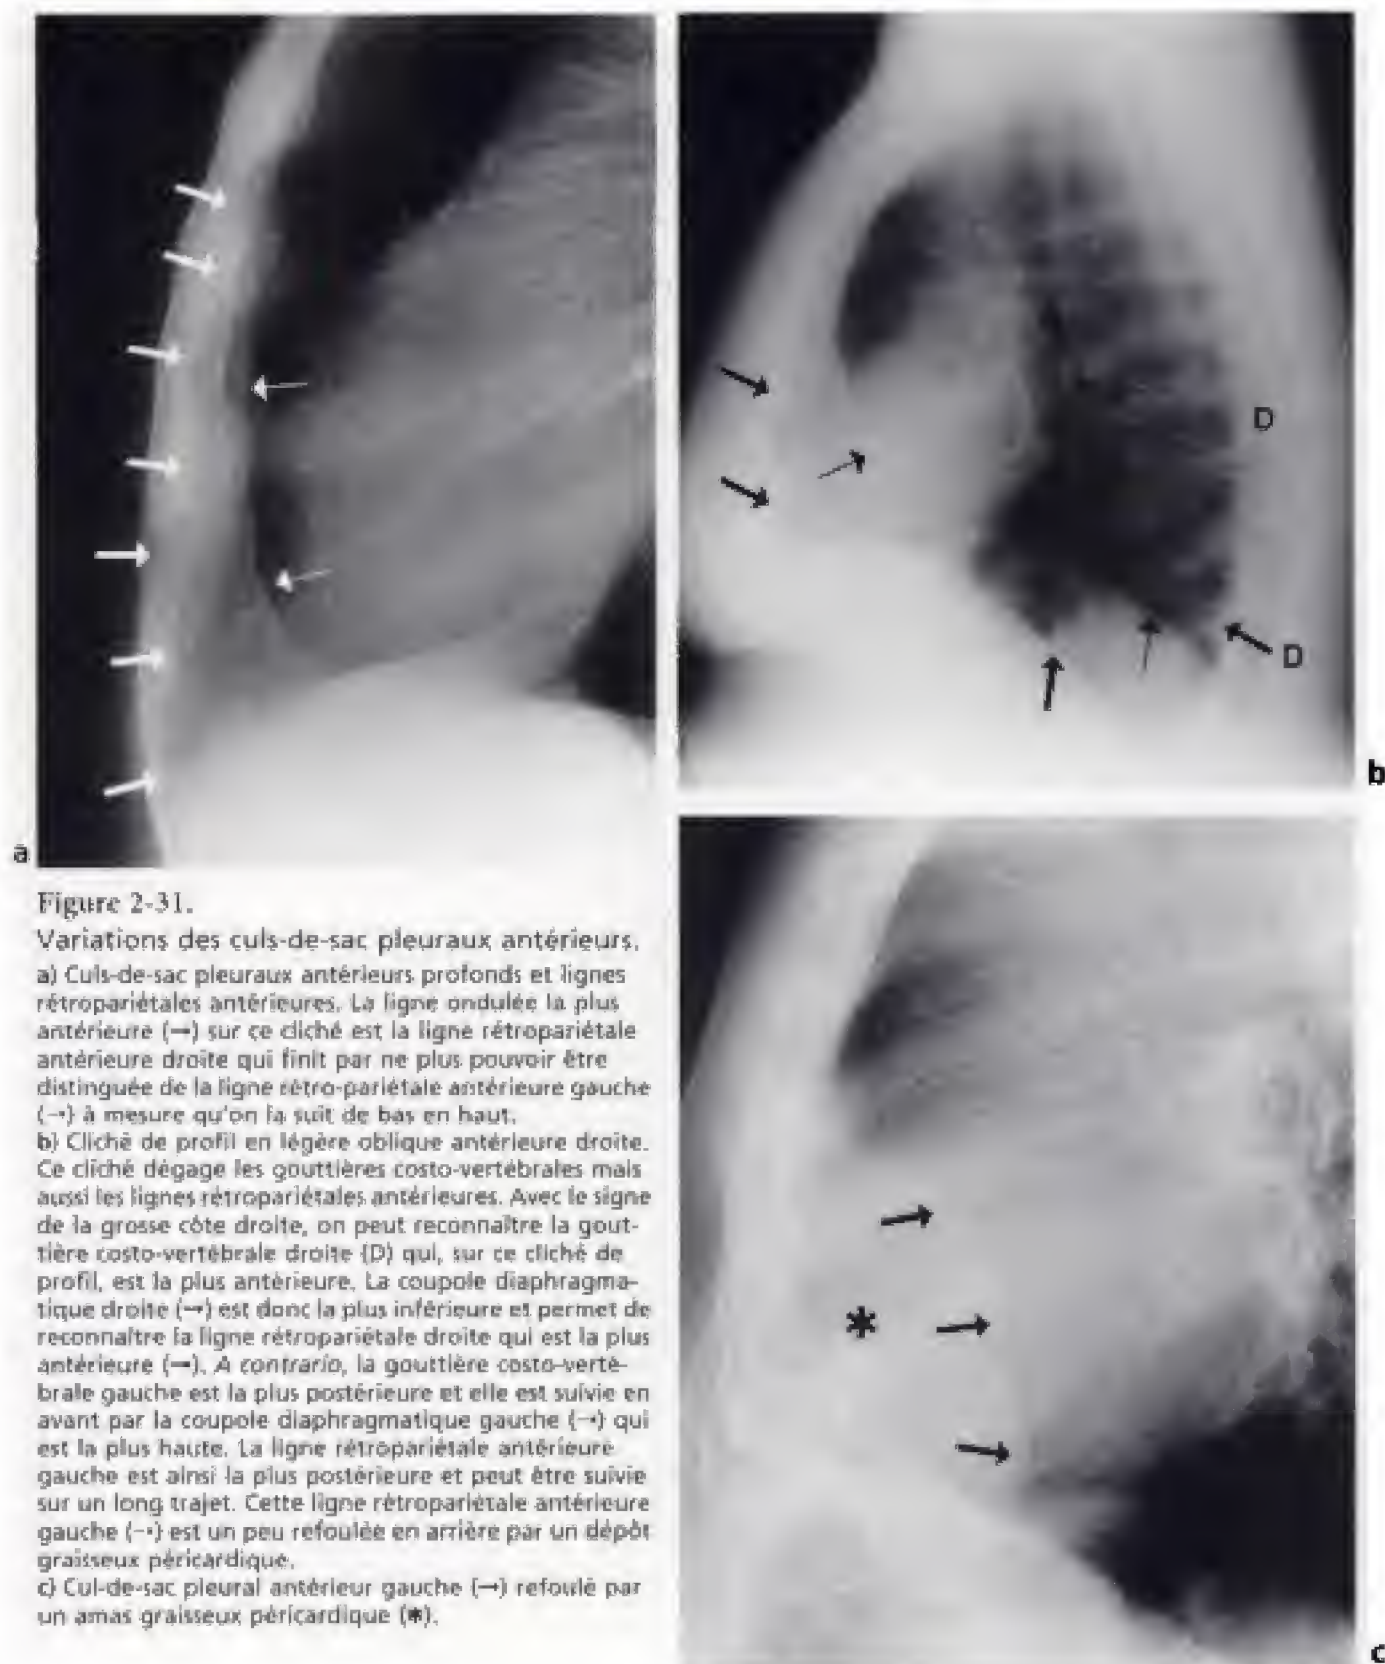 D
D
b
a
Figure 2-31.
Variations des culs-de-sac pleuraux antérieurs.
a) Culs-de-sac pleuraux antérieurs profonds et lignes
rétropariétales antérieures. La ligne ondulée la plus
antérieure (→) sur ce cliché est la ligne rétropariétale
antérieure droite qui finit par ne plus pouvoir être
distinguée de la ligne rétro-pariétale antérieure gauche
(→) à mesure qu'on la suit de bas en haut.
b) Cliché de profil en légère oblique antérieure droite.
Ce cliché dégage les gouttières costo-vertébrales mais
aussi les lignes rétropariétales antérieures. Avec le signe
de la grosse côte droite, on peut reconnaître la gout-
tière costo-vertébrale droite (D) qui, sur ce cliché de
profil, est la plus antérieure. La coupole diaphragma-
tique droite (→) est donc la plus inférieure et permet de
reconnaître la ligne rétropariétale droite qui est la plus
antérieure (→). A contrario, la gouttière costo-verté-
brale gauche est la plus postérieure et elle est suivie en
avant par la coupole diaphragmatique gauche (→) qui
est la plus haute. La ligne rétropariétale antérieure
gauche est ainsi la plus postérieure et peut être suivie
sur un long trajet. Cette ligne rétropariétale antérieure
gauche (→) est un peu refoulée en arrière par un dépôt
graisseux péricardique.
c) Cul-de-sac pleural antérieur gauche (→) refoulé par
un amas graisseux péricardique (*).
*
c